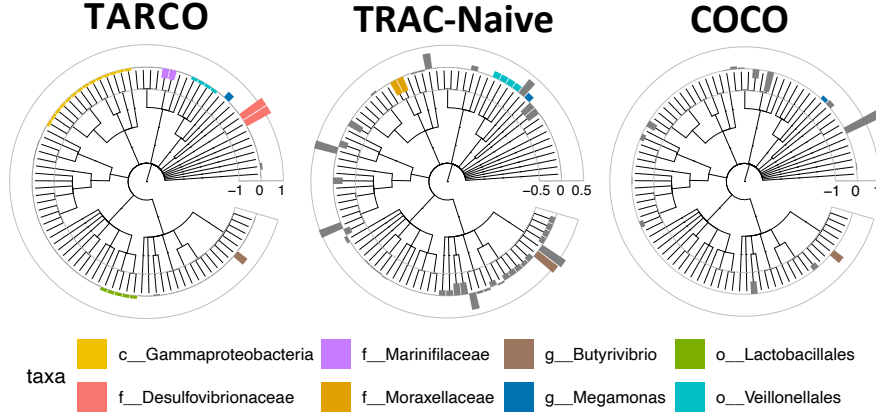 TARCO TRAC-Naive COCO
−1 0 1 −0.5 0 0.5 −1 0
c__Gammaproteobacteria f__Marinifilaceae g__Butyrivibrio o__Lactobacillales
taxa
f__Desulfovibrionaceae f__Moraxellaceae g__Megamonas o__Veillonellales